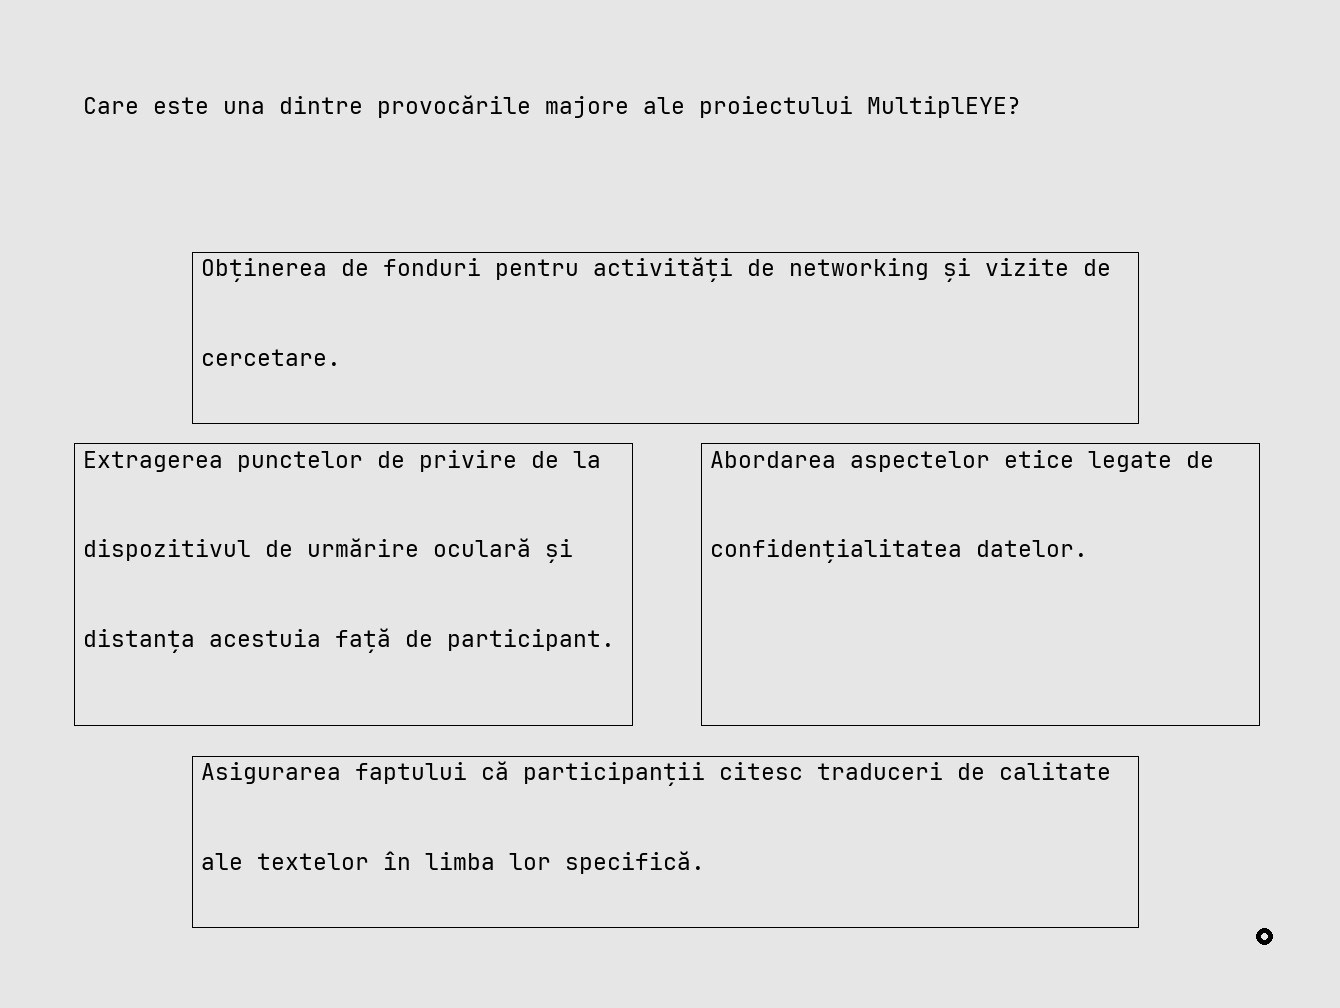 Care este una dintre provocările majore ale proiectului MultiplEYE?
Obținerea de fonduri pentru activități de networking și vizite de
cercetare.
Extragerea punctelor de privire de la
dispozitivul de urmărire oculară și
distanța acestuia față de participant.
Abordarea aspectelor etice legate de
confidențialitatea datelor.
Asigurarea faptului că participanții citesc traduceri de calitate
ale textelor în limba lor specifică.